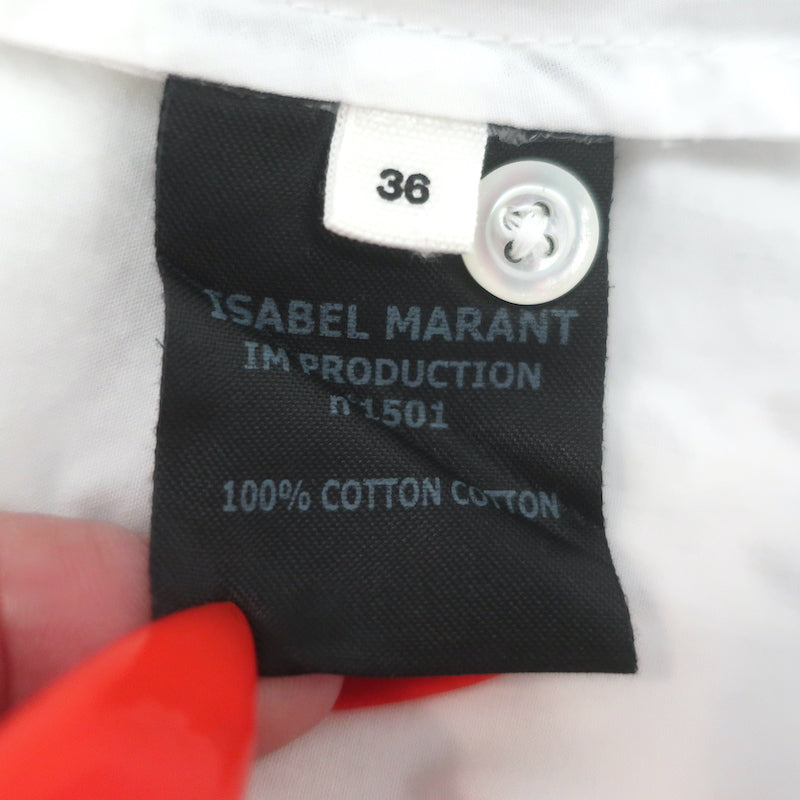 36
ISABEL MARANT
IM PRODUCTION
n°1501
100% COTTON COTTON